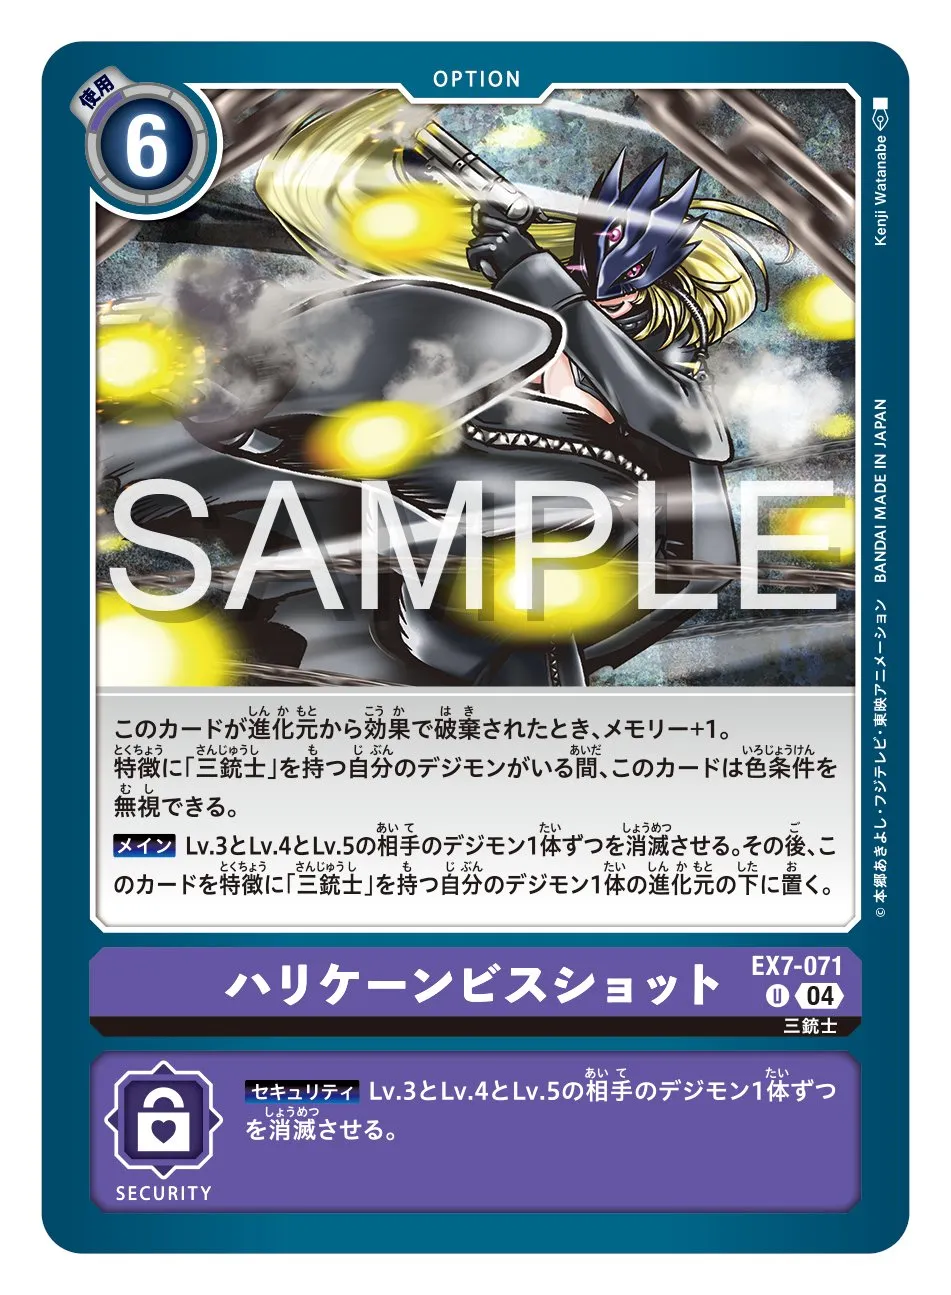 OPTION
使用
6
Kenji Watanabe
SAMPLE
このカードが進化元から効果で破棄されたとき、メモリー+1。
特徴に「三銃士」を持つ自分のデジモンがいる間、このカードは色条件を
無視できる。
メイン Lv.3とLv.4とLv.5の相手のデジモン1体ずつを消滅させる。その後、こ
のカードを特徴に「三銃士」を持つ自分のデジモン1体の進化元の下に置く。
©本郷あきよし・フジテレビ・東映アニメーション BANDAI MADE IN JAPAN
ハリケーンビスショット
EX7-071
U 04
三銃士
セキュリティ Lv.3とLv.4とLv.5の相手のデジモン1体ずつ
を消滅させる。
SECURITY